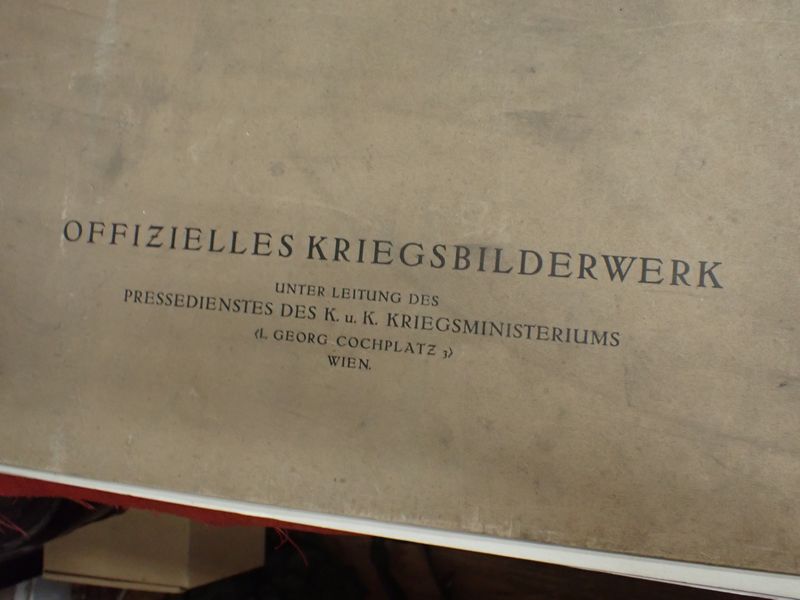 OFFIZIELLES KRIEGSBILDERWERK
UNTER LEITUNG DES
PRESSEDIENSTES DES K. u. K. KRIEGSMINISTERIUMS
(I. GEORG COCHPLATZ 3)
WIEN.